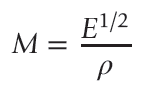 M = E^{1/2} / ρ